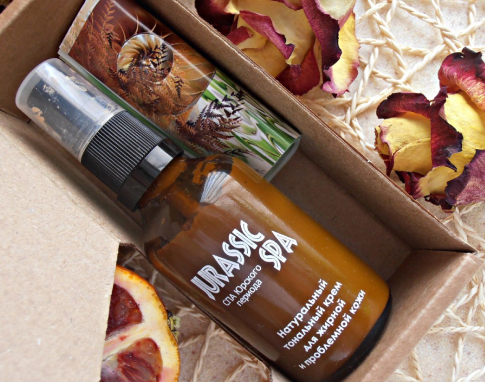 JURASSIC
SPA
СПА Юрского
периода
Натуральный
тональный крем
для жирной
и проблемной кожи